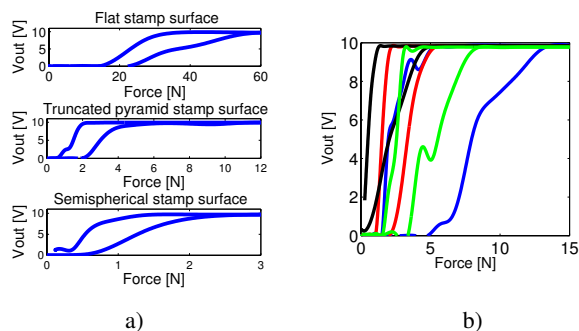 Flat stamp surface
Vout [V]
10
5
0
0 20 40 60
Force [N]
Truncated pyramid stamp surface
Vout [V]
10
5
0
0 2 4 6 8 10 12
Force [N]
Semispherical stamp surface
Vout [V]
10
5
0
0 1 2 3
Force [N]
a)
Vout [V]
10
8
6
4
2
0
0 5 10 15
Force [N]
b)